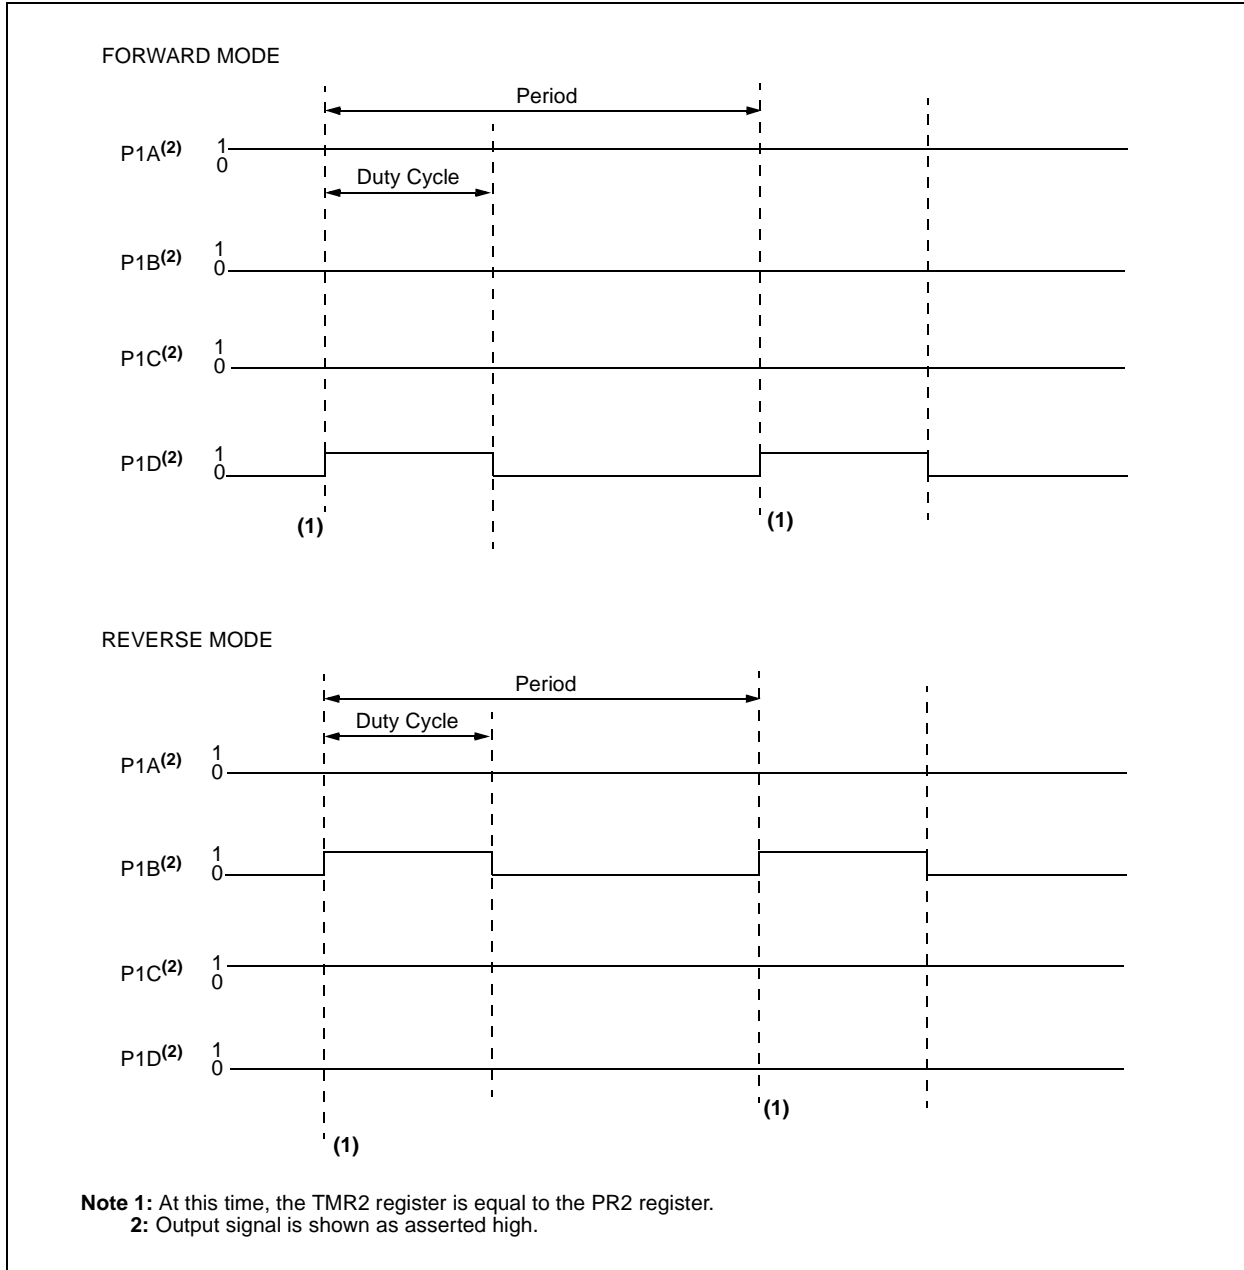 FORWARD MODE
Period
P1A(2) 1
0
Duty Cycle
P1B(2) 1
0
P1C(2) 1
0
P1D(2) 1
0
(1) (1)
REVERSE MODE
Period
Duty Cycle
P1A(2) 1
0
P1B(2) 1
0
P1C(2) 1
0
P1D(2) 1
0
(1)
(1)
Note 1: At this time, the TMR2 register is equal to the PR2 register.
2: Output signal is shown as asserted high.